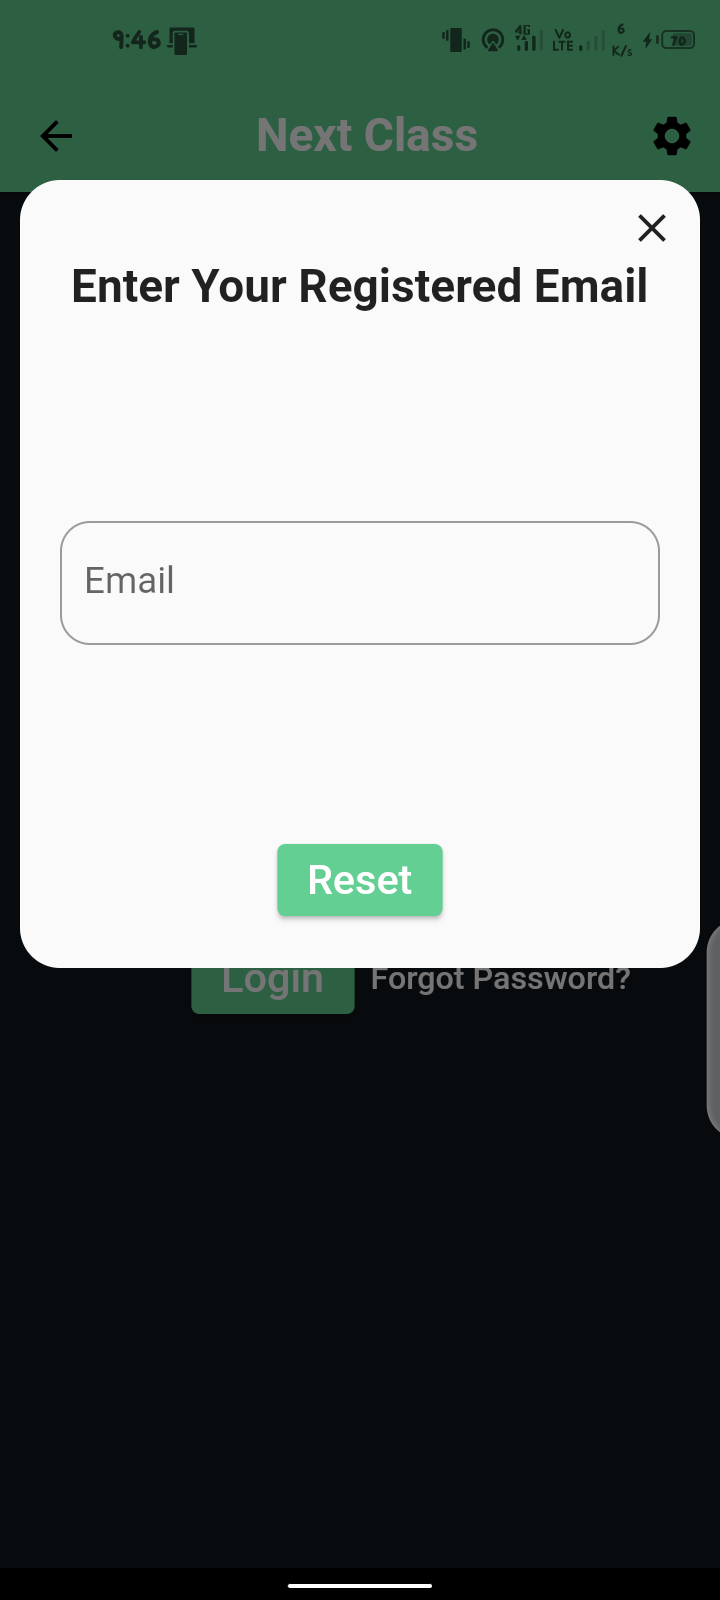 9:46 4G Vo LTE 6 K/s 70
Next Class
Enter Your Registered Email
Email
Reset
Login Forgot Password?